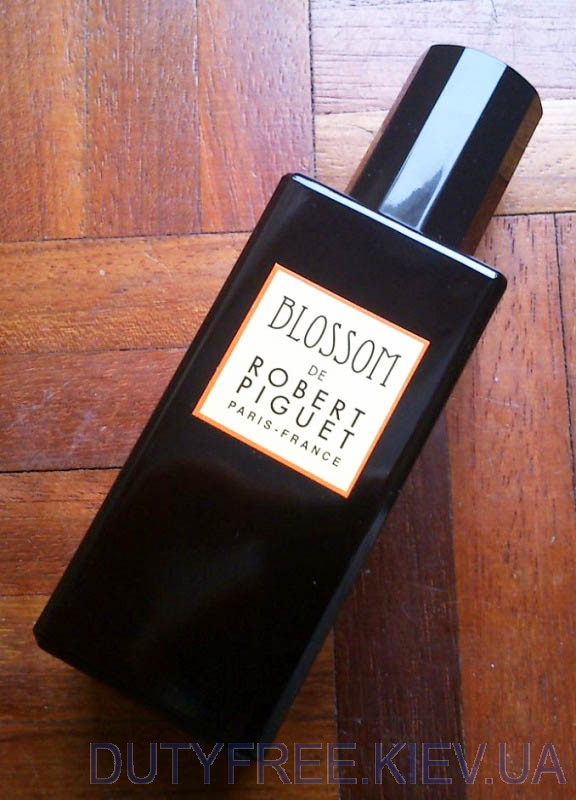 BLOSSOM
DE
ROBERT
PIGUET
PARIS-FRANCE
DUTYFREE.KIEV.UA